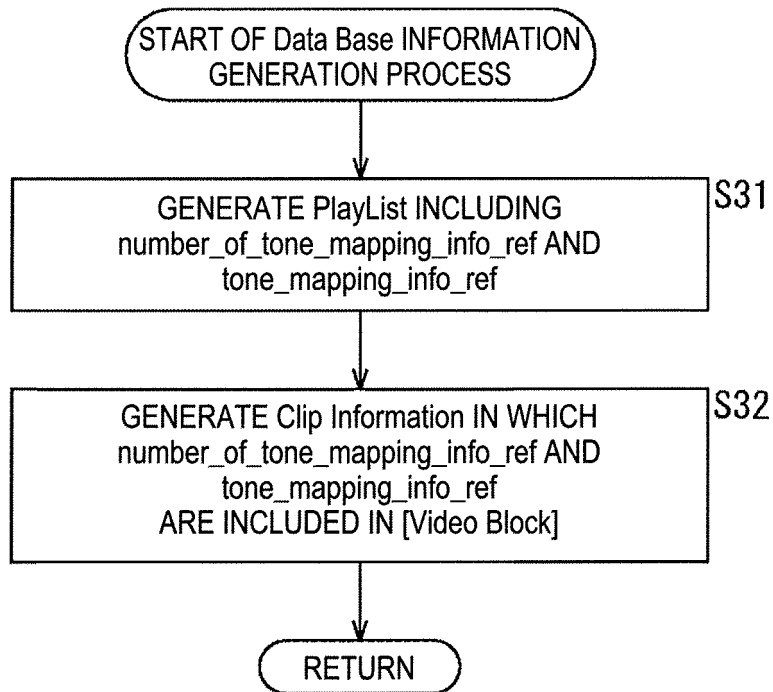 START OF Data Base INFORMATION
GENERATION PROCESS
S31
GENERATE PlayList INCLUDING
number_of_tone_mapping_info_ref AND
tone_mapping_info_ref
S32
GENERATE Clip Information IN WHICH
number_of_tone_mapping_info_ref AND
tone_mapping_info_ref
ARE INCLUDED IN [Video Block]
RETURN